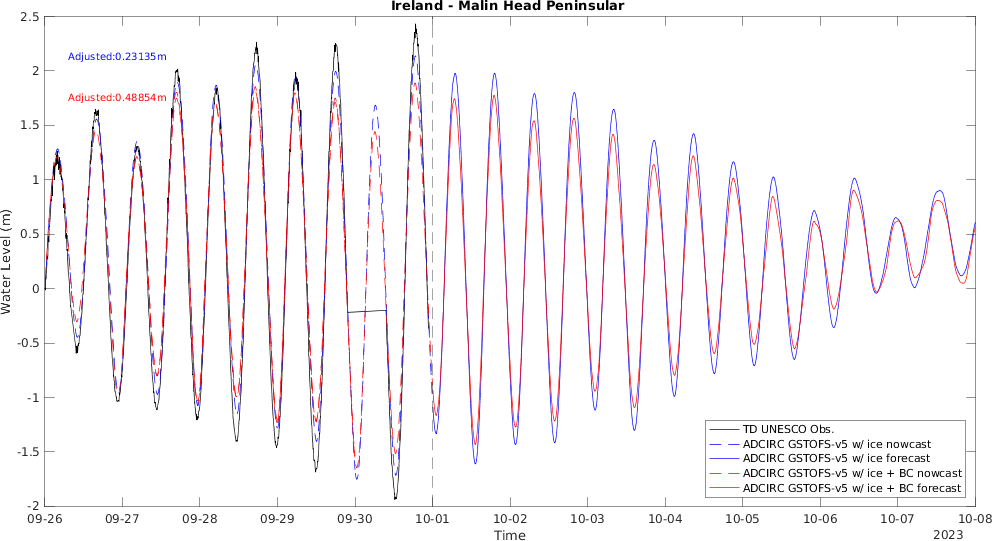 Ireland - Malin Head Peninsular
Water Level (m)
2.5
2
1.5
1
0.5
0
-0.5
-1
-1.5
-2
Adjusted:0.23135m
Adjusted:0.48854m
TD UNESCO Obs.
ADCIRC GSTOFS-v5 w/ ice nowcast
ADCIRC GSTOFS-v5 w/ ice forecast
ADCIRC GSTOFS-v5 w/ ice + BC nowcast
ADCIRC GSTOFS-v5 w/ ice + BC forecast
09-26 09-27 09-28 09-29 09-30 10-01 10-02 10-03 10-04 10-05 10-06 10-07 10-08
Time
2023